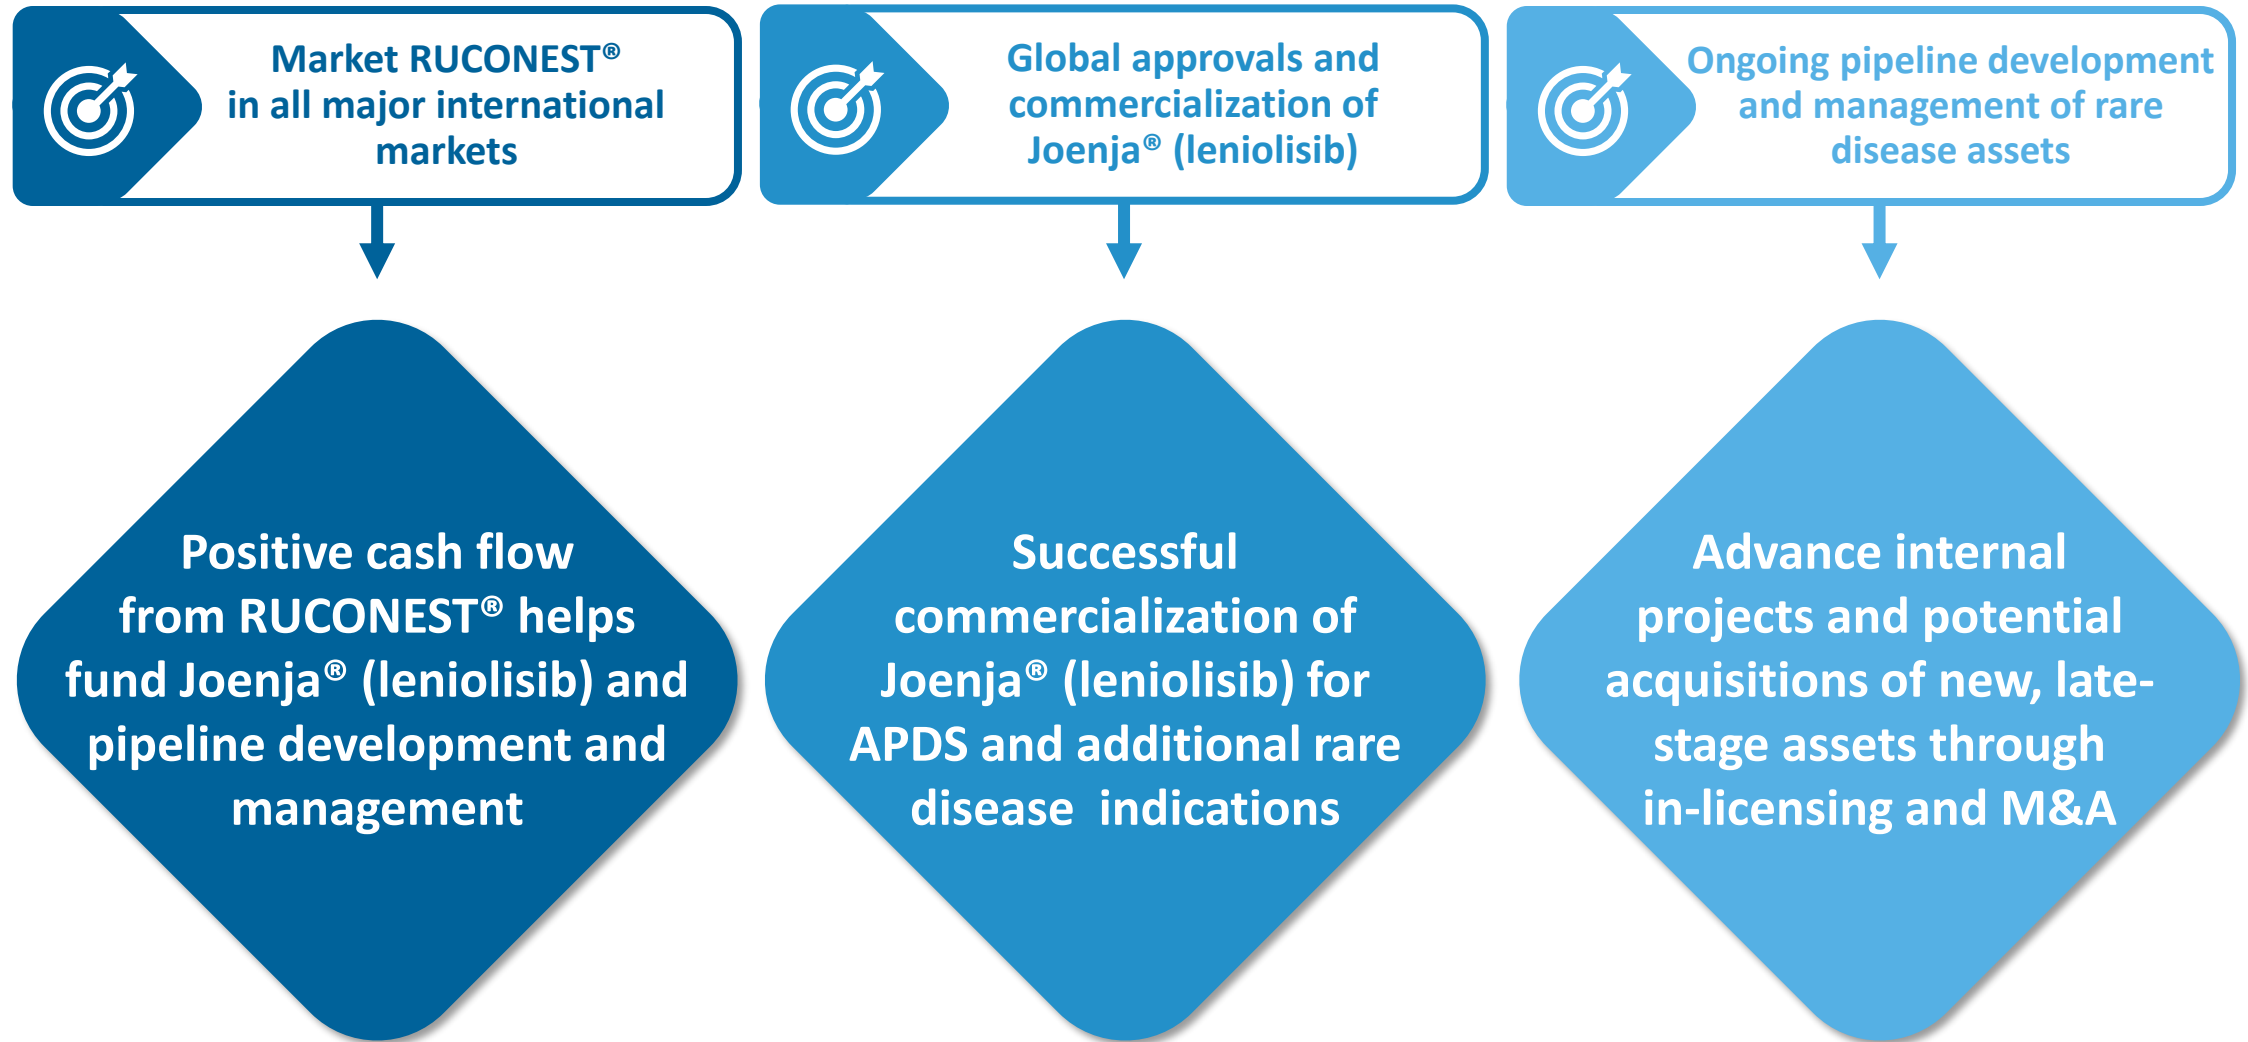 Market RUCONEST®
in all major international
markets
Global approvals and
commercialization of
Joenja® (leniolisib)
Ongoing pipeline development
and management of rare
disease assets
Positive cash flow
from RUCONEST® helps
fund Joenja® (leniolisib) and
pipeline development and
management
Successful
commercialization of
Joenja® (leniolisib) for
APDS and additional rare
disease  indications
Advance internal
projects and potential
acquisitions of new, late-
stage assets through
in-licensing and M&A